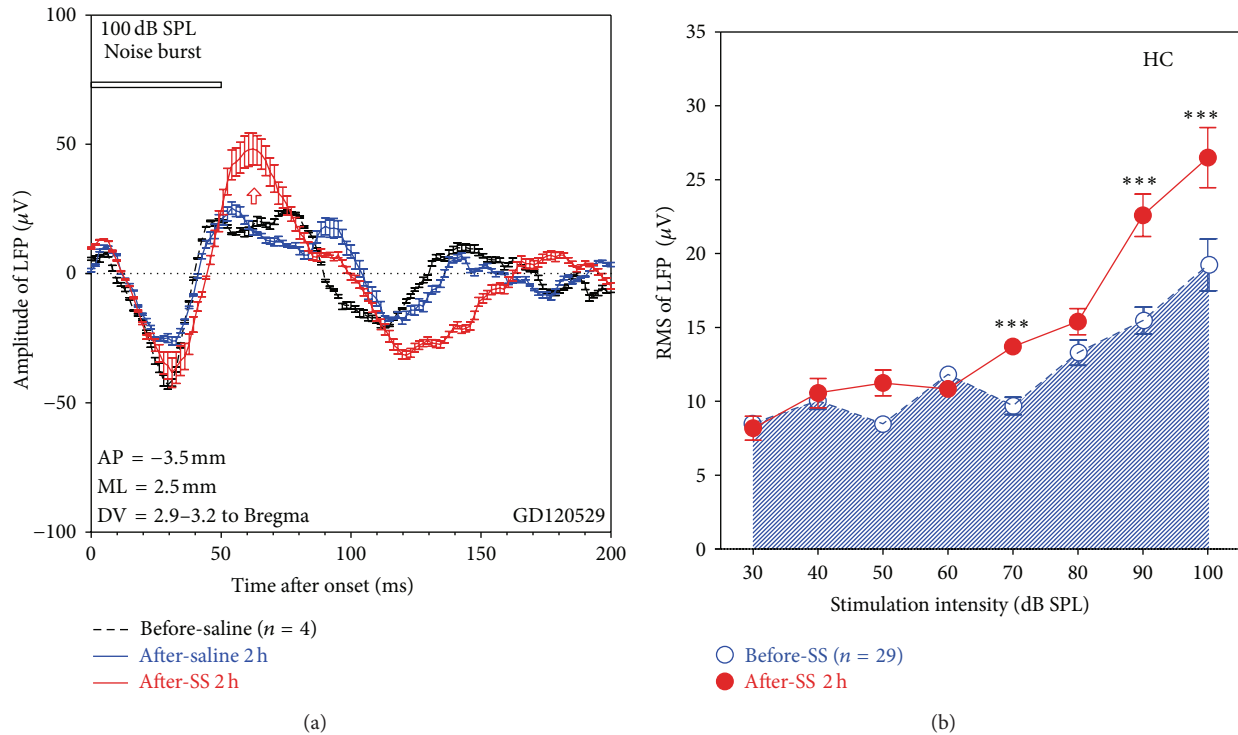 100 dB SPL
Noise burst
100
50
0
−50
−100
Amplitude of LFP (μV)
AP = −3.5 mm
ML = 2.5 mm
DV = 2.9–3.2 to Bregma
GD120529
0
50
100
150
200
Time after onset (ms)
Before-saline (n = 4)
After-saline 2 h
After-SS 2 h
(a)
HC
35
30
25
20
15
10
5
0
RMS of LFP (μV)
***
***
***
30
40
50
60
70
80
90
100
Stimulation intensity (dB SPL)
Before-SS (n = 29)
After-SS 2 h
(b)